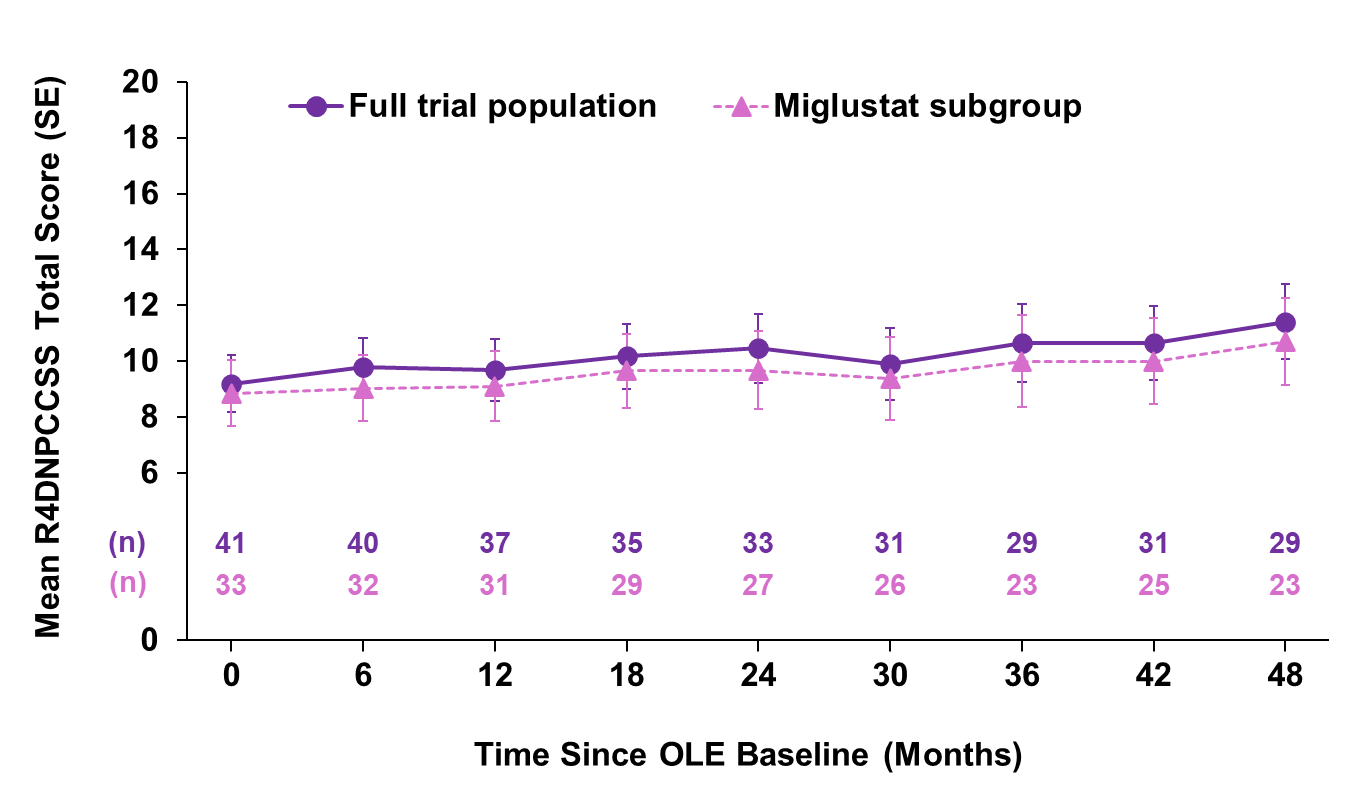 Mean R4DNPCCSS Total Score (SE)
Full trial population
Miglustat subgroup
20
18
16
14
12
10
8
6
0
(n) 41 40 37 35 33 31 29 31 29
(n) 33 32 31 29 27 26 23 25 23
0 6 12 18 24 30 36 42 48
Time Since OLE Baseline (Months)